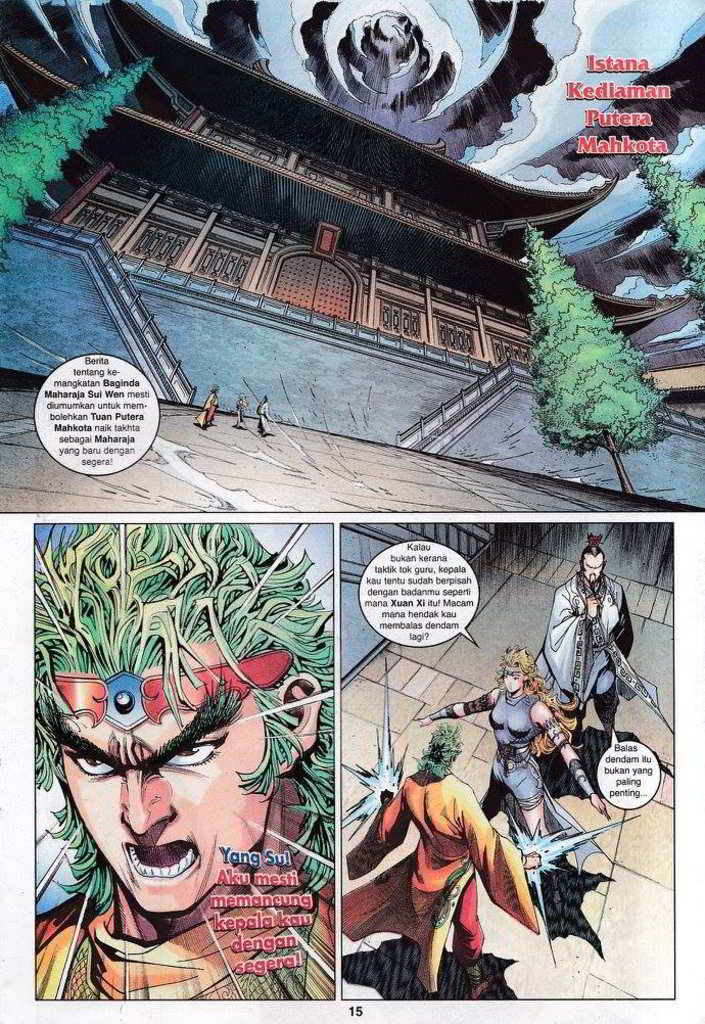 Istana
Kediaman
Putera
Mahkota
Berita
tentang ke-
mangkatan Baginda
Maharaja Sui Wen mesti
diumumkan untuk mem-
bolehkan Tuan Putera
Mahkota naik takhta
sebagai Maharaja
yang baru dengan
segera!
Yang Su!
Aku mesti
memancung
kepala kau
dengan
segera!
Kalau
bukan kerana
taktik tok guru, kepala
kau tentu sudah berpisah
dengan badanmu seperti
mana Xuan Xi itu! Macam
mana hendak kau
membalas dendam
lagi?
Balas
dendam itu
bukan yang
paling
penting...
15